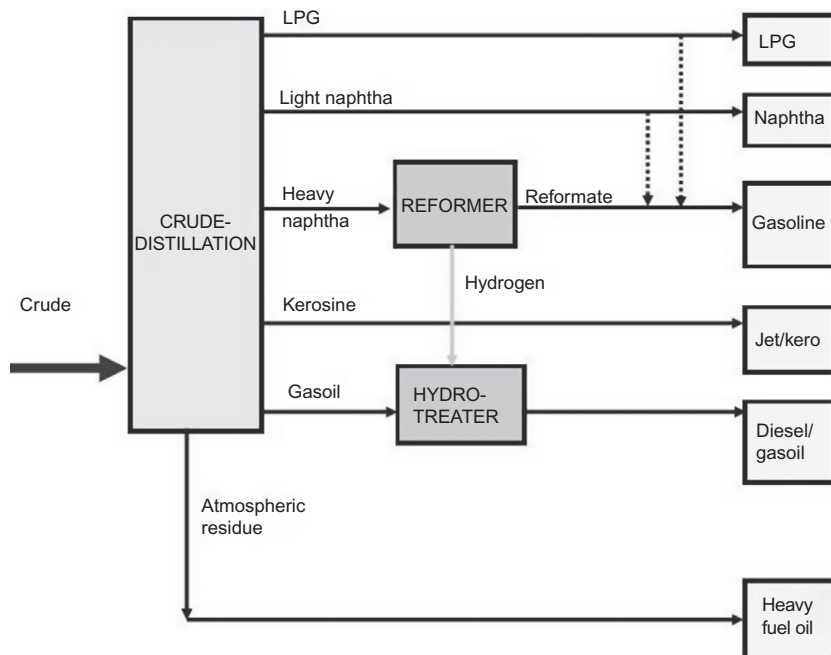 LPG
LPG
Light naphtha
Naphtha
Heavy
naphtha
REFORMER
Reformate
Gasoline
CRUDE-
DISTILLATION
Hydrogen
Crude
Kerosine
Jet/kero
Gasoil
HYDRO-
TREATER
Diesel/
gasoil
Atmospheric
residue
Heavy
fuel oil